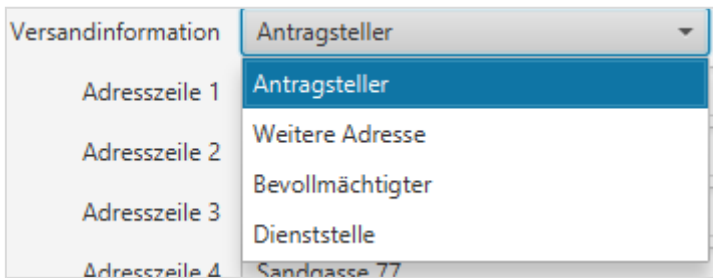 Versandinformation Antragsteller
Adresszeile 1 Antragsteller
Adresszeile 2 Weitere Adresse
Bevollmächtigter
Adresszeile 3 Dienststelle
Adresszeile 4 Sandgasse 77